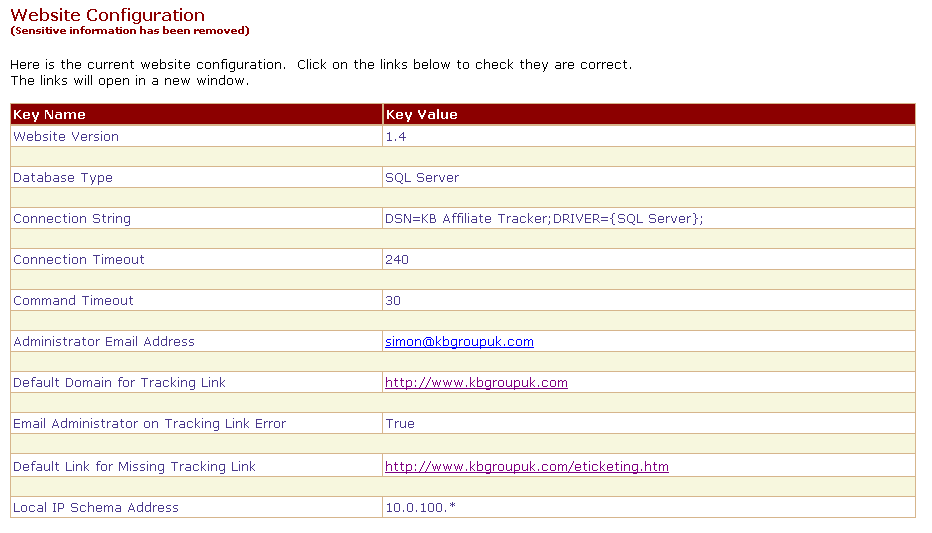 Website Configuration
(Sensitive information has been removed)
Here is the current website configuration.  Click on the links below to check they are correct.
The links will open in a new window.
Key Name Key Value
Website Version 1.4
Database Type SQL Server
Connection String DSN=KB Affiliate Tracker;DRIVER={SQL Server};
Connection Timeout 240
Command Timeout 30
Administrator Email Address simon@kbgroupuk.com
Default Domain for Tracking Link http://www.kbgroupuk.com
Email Administrator on Tracking Link Error True
Default Link for Missing Tracking Link http://www.kbgroupuk.com/eticketing.htm
Local IP Schema Address 10.0.100.*